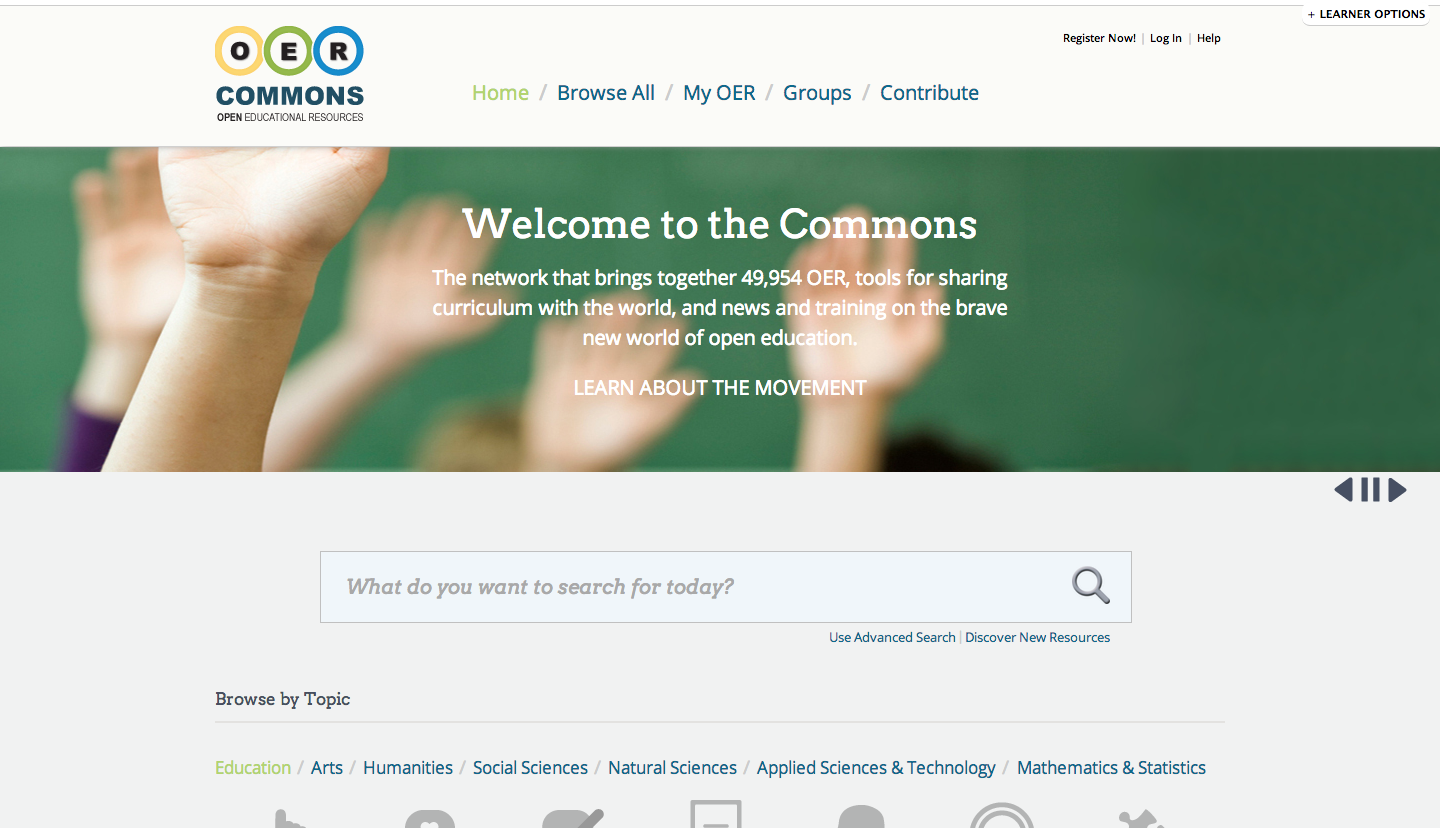 + LEARNER OPTIONS
Register Now! | Log In | Help
O E R
COMMONS
OPEN EDUCATIONAL RESOURCES
Home / Browse All / My OER / Groups / Contribute
Welcome to the Commons
The network that brings together 49,954 OER, tools for sharing
curriculum with the world, and news and training on the brave
new world of open education.
LEARN ABOUT THE MOVEMENT
What do you want to search for today?
Use Advanced Search | Discover New Resources
Browse by Topic
Education / Arts / Humanities / Social Sciences / Natural Sciences / Applied Sciences & Technology / Mathematics & Statistics